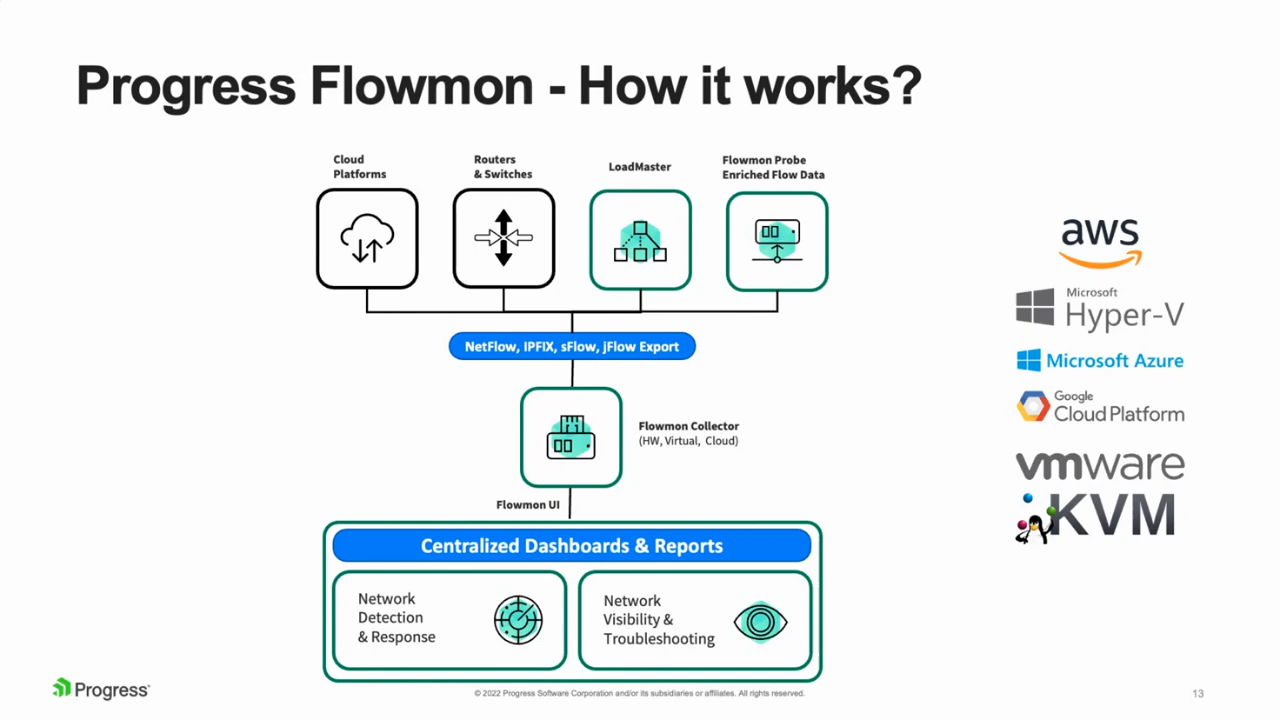 Progress Flowmon - How it works?
Cloud
Platforms
Routers
& Switches
LoadMaster
Flowmon Probe
Enriched Flow Data
NetFlow, IPFIX, sFlow, jFlow Export
Flowmon Collector
(HW, Virtual, Cloud)
Flowmon UI
Centralized Dashboards & Reports
Network
Detection
& Response
Network
Visibility &
Troubleshooting
aws
Microsoft
Hyper-V
Microsoft Azure
Google
Cloud Platform
vmware
KVM
Progress
© 2022 Progress Software Corporation and/or its subsidiaries or affiliates. All rights reserved.
13